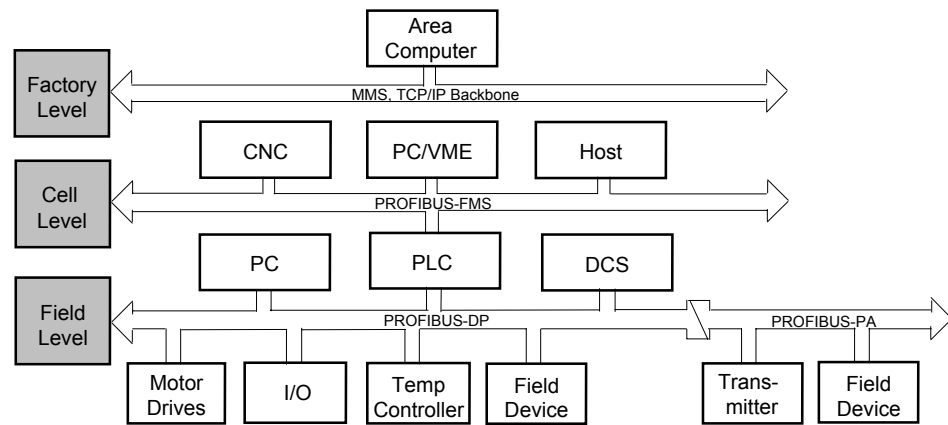 Area
Computer
Factory
Level
MMS, TCP/IP Backbone
CNC
PC/VME
Host
Cell
Level
PROFIBUS-FMS
PC
PLC
DCS
Field
Level
PROFIBUS-DP
PROFIBUS-PA
Motor
Drives
I/O
Temp
Controller
Field
Device
Trans-
mitter
Field
Device